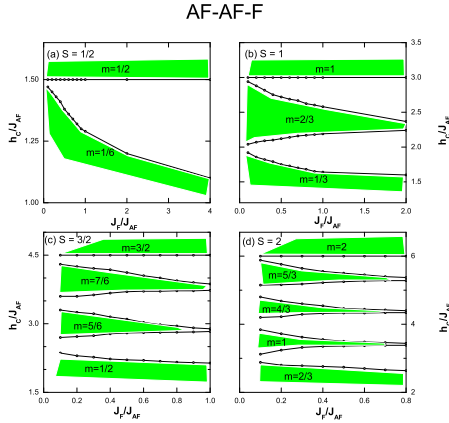 AF-AF-F
(a) S = 1/2
m=1/2
m=1/6
1.50
1.25
1.00
0 1 2 3 4
h_C/J_AF
J_F/J_AF
(b) S = 1
m=1
m=2/3
m=1/3
3.5
3.0
2.5
2.0
1.5
0.0 0.5 1.0 1.5 2.0
h_C/J_AF
J_F/J_AF
(c) S = 3/2
m=3/2
m=7/6
m=5/6
m=1/2
4.5
3.0
1.5
0.0 0.2 0.4 0.6 0.8 1.0
h_C/J_AF
J_F/J_AF
(d) S = 2
m=2
m=5/3
m=4/3
m=1
m=2/3
6
4
2
0.0 0.2 0.4 0.6 0.8
h_C/J_AF
J_F/J_AF